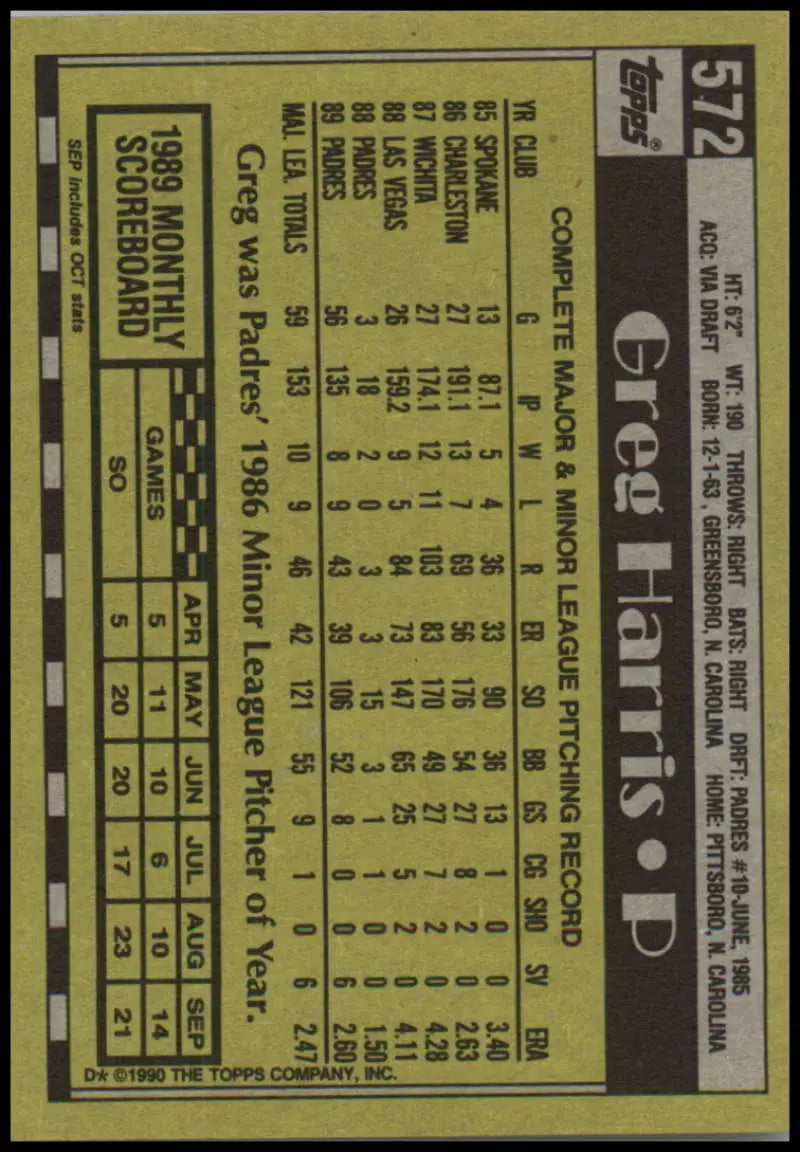 572
topps®
HT: 6'2" WT: 190 THROWS: RIGHT BATS: RIGHT DRFT: PADRES #10-JUNE, 1985
ACQ: VIA DRAFT BORN: 12-1-63, GREENSBORO, N. CAROLINA HOME: PITTSBORO, N. CAROLINA
Greg Harris • P
COMPLETE MAJOR & MINOR LEAGUE PITCHING RECORD
YR CLUB G IP W L R ER SO BB GS CG SHO SV ERA
85 SPOKANE 13 87.1 5 4 36 33 90 36 13 1 0 0 3.40
86 CHARLESTON 27 191.1 13 7 69 56 176 54 27 8 2 0 2.63
87 WICHITA 27 174.1 12 11 103 83 170 49 27 7 2 0 4.28
88 LAS VEGAS 26 159.2 9 5 84 73 147 65 25 5 2 0 4.11
88 PADRES 3 18 2 0 3 3 15 3 1 1 0 0 1.50
89 PADRES 56 135 8 9 43 39 106 52 8 0 0 6 2.60
MAJ. LEA. TOTALS 59 153 10 9 46 42 121 55 9 1 0 6 2.47
Greg was Padres' 1986 Minor League Pitcher of Year.
1989 MONTHLY
SCOREBOARD
APR MAY JUN JUL AUG SEP
GAMES 5 11 10 6 10 14
SO 5 20 20 17 23 21
SEP includes OCT stats
D* ©1990 THE TOPPS COMPANY, INC.